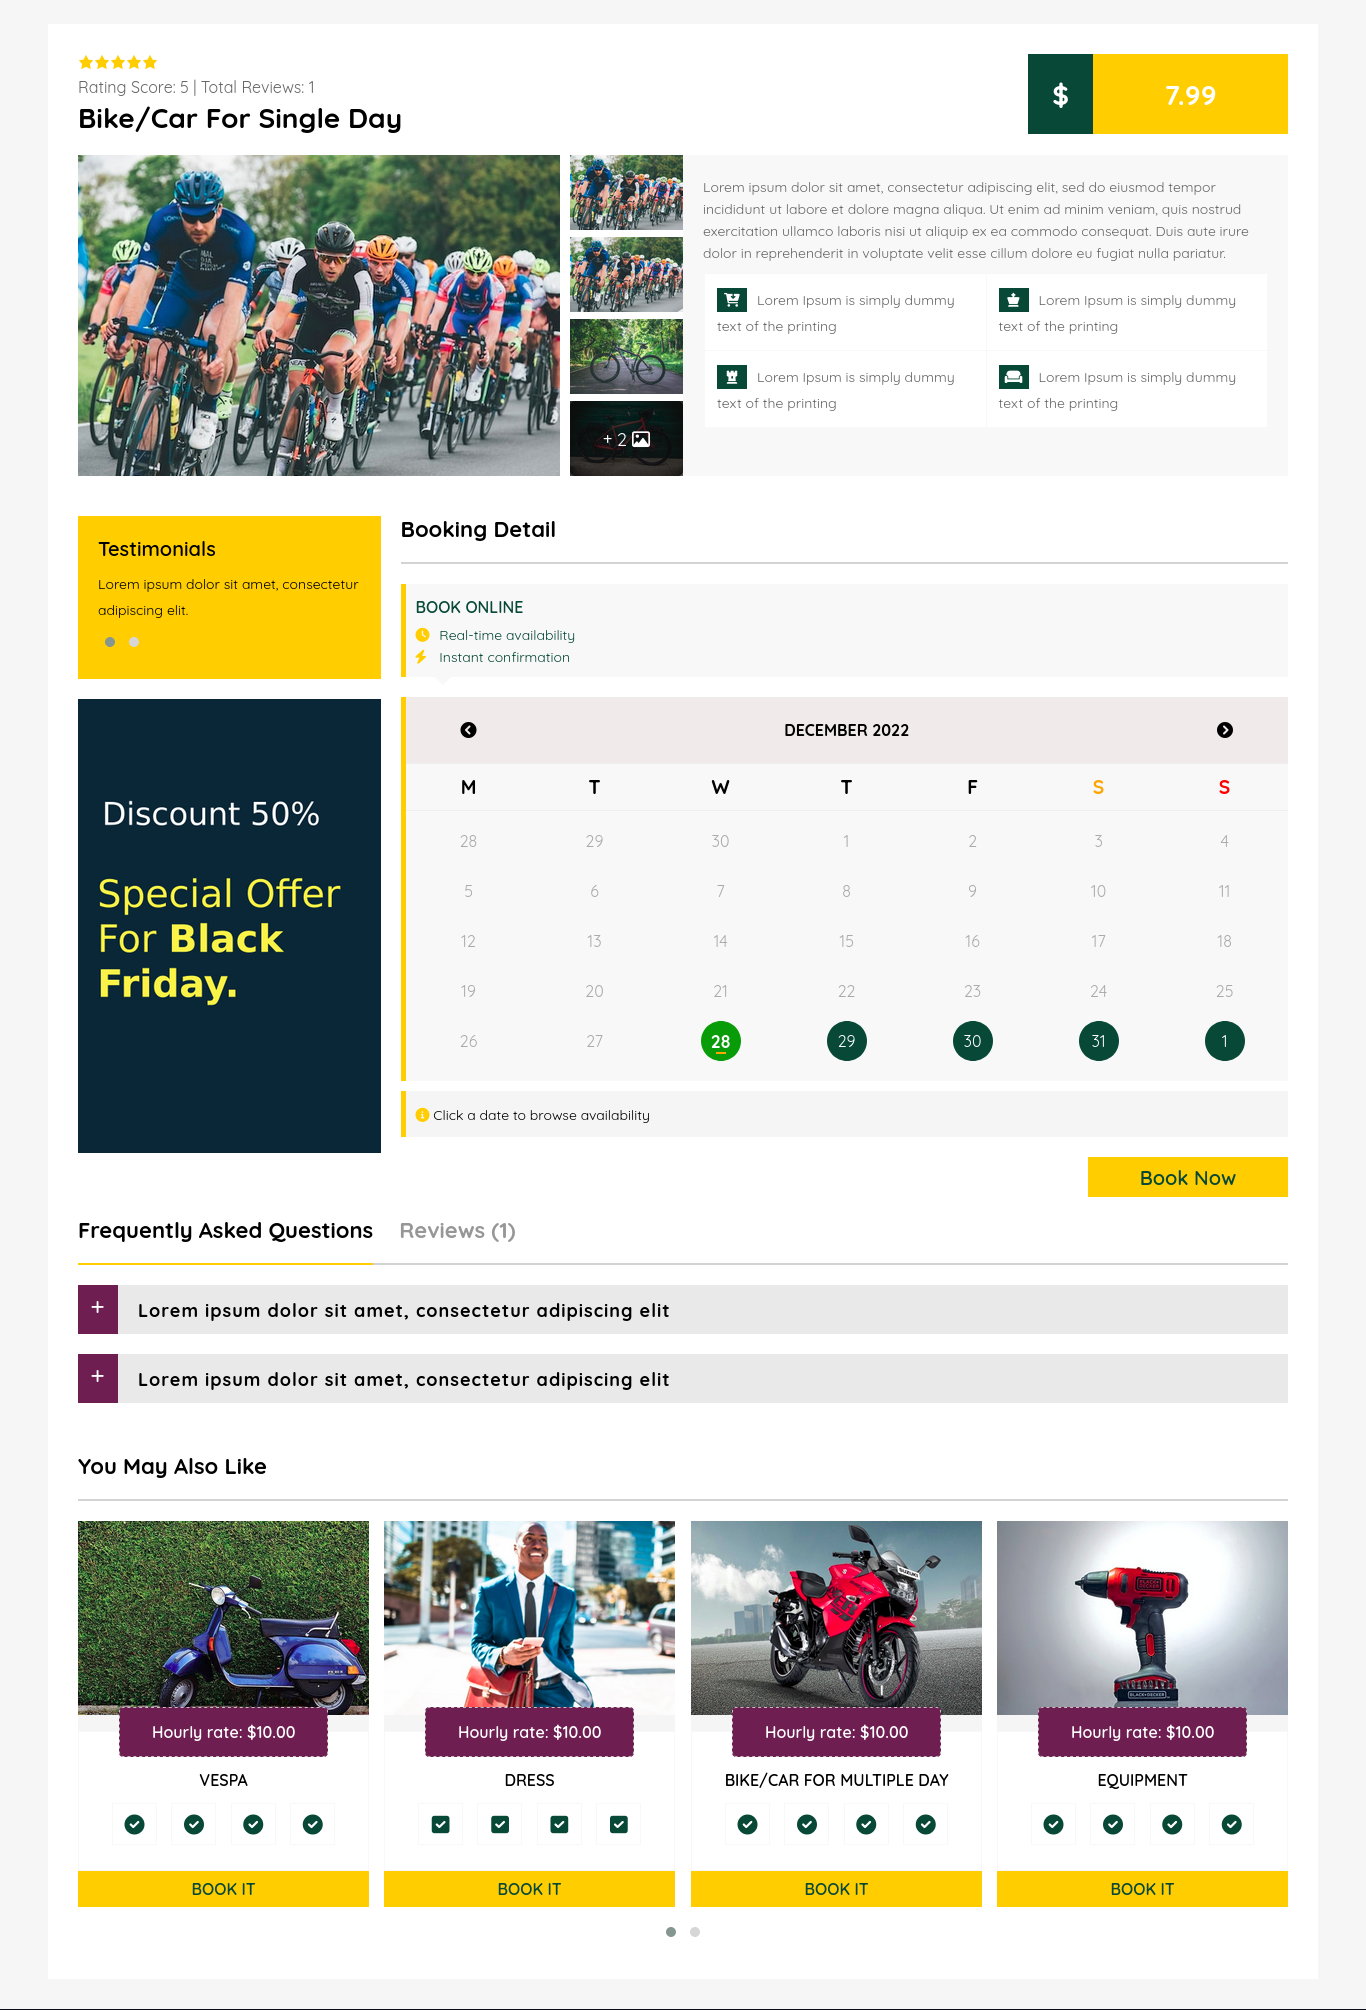 Rating Score: 5 | Total Reviews: 1
Bike/Car For Single Day
$ 7.99
Lorem ipsum dolor sit amet, consectetur adipiscing elit, sed do eiusmod tempor
incididunt ut labore et dolore magna aliqua. Ut enim ad minim veniam, quis nostrud
exercitation ullamco laboris nisi ut aliquip ex ea commodo consequat. Duis aute irure
dolor in reprehenderit in voluptate velit esse cillum dolore eu fugiat nulla pariatur.
Lorem Ipsum is simply dummy
text of the printing
Lorem Ipsum is simply dummy
text of the printing
Lorem Ipsum is simply dummy
text of the printing
Lorem Ipsum is simply dummy
text of the printing
+ 2
Testimonials
Lorem ipsum dolor sit amet, consectetur
adipiscing elit.
Discount 50%
Special Offer
For Black
Friday.
Booking Detail
BOOK ONLINE
Real-time availability
Instant confirmation
DECEMBER 2022
M T W T F S S
28 29 30 1 2 3 4
5 6 7 8 9 10 11
12 13 14 15 16 17 18
19 20 21 22 23 24 25
26 27 28 29 30 31 1
Click a date to browse availability
Book Now
Frequently Asked Questions Reviews (1)
+ Lorem ipsum dolor sit amet, consectetur adipiscing elit
+ Lorem ipsum dolor sit amet, consectetur adipiscing elit
You May Also Like
Hourly rate: $10.00
VESPA
BOOK IT
Hourly rate: $10.00
DRESS
BOOK IT
SUZUKI
Hourly rate: $10.00
BIKE/CAR FOR MULTIPLE DAY
BOOK IT
BLACK+DECKER
Hourly rate: $10.00
EQUIPMENT
BOOK IT